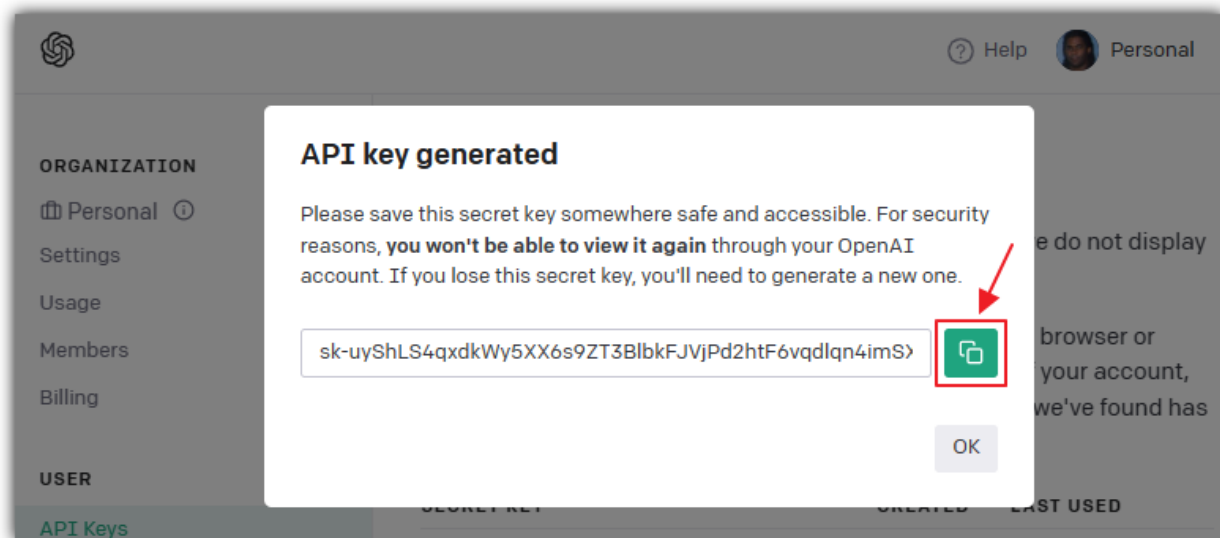 Help
Personal
ORGANIZATION
Personal
Settings
Usage
Members
Billing
USER
API Keys
API key generated
Please save this secret key somewhere safe and accessible. For security
reasons, you won't be able to view it again through your OpenAI
account. If you lose this secret key, you'll need to generate a new one.
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
OK
e do not display
browser or
your account,
we've found has
SECRET KEY
CREATED
LAST USED